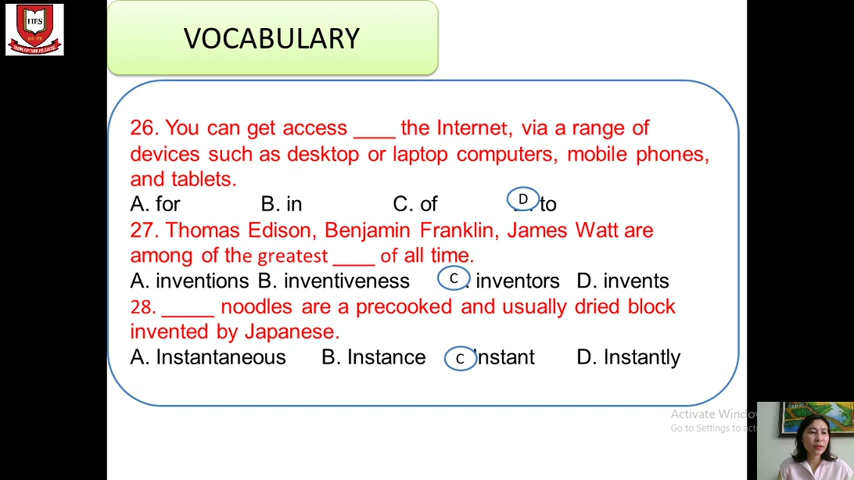 HES
VOCABULARY
26. You can get access ____ the Internet, via a range of
devices such as desktop or laptop computers, mobile phones,
and tablets.
A. for B. in C. of D to
27. Thomas Edison, Benjamin Franklin, James Watt are
among of the greatest ____ of all time.
A. inventions B. inventiveness C inventors D. invents
28. _____ noodles are a precooked and usually dried block
invented by Japanese.
A. Instantaneous B. Instance C Instant D. Instantly
Activate Windo
Go to Settings to acti